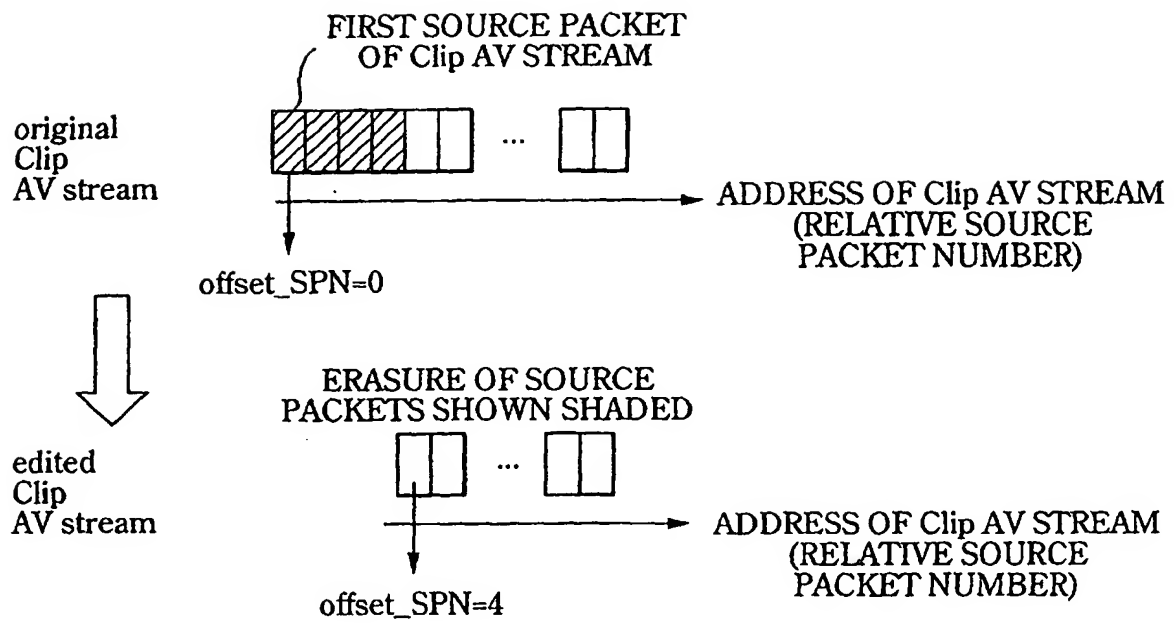 FIRST SOURCE PACKET
OF Clip AV STREAM
original
Clip
AV stream
...
ADDRESS OF Clip AV STREAM
(RELATIVE SOURCE
PACKET NUMBER)
offset_SPN=0
ERASURE OF SOURCE
PACKETS SHOWN SHADED
edited
Clip
AV stream
...
ADDRESS OF Clip AV STREAM
(RELATIVE SOURCE
PACKET NUMBER)
offset_SPN=4